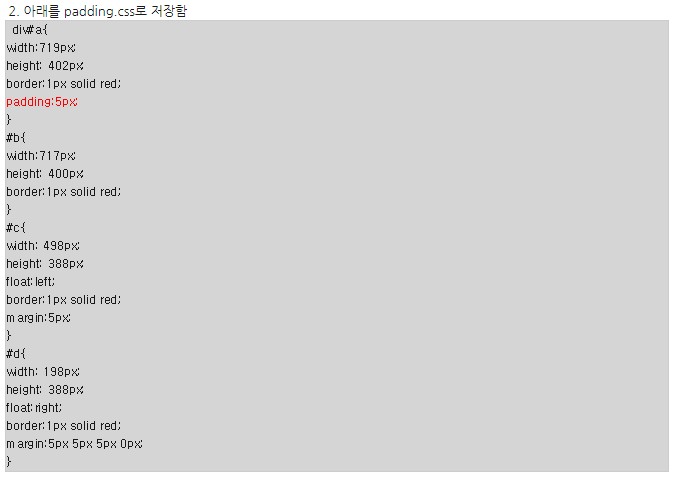 2. 아래를 padding.css로 저장함
div#a{
width:719px;
height: 402px;
border:1px solid red;
padding:5px;
}
#b{
width:717px;
height: 400px;
border:1px solid red;
}
#c{
width: 498px;
height: 388px;
float:left;
border:1px solid red;
margin:5px;
}
#d{
width: 198px;
height: 388px;
float:right;
border:1px solid red;
margin:5px 5px 5px 0px;
}